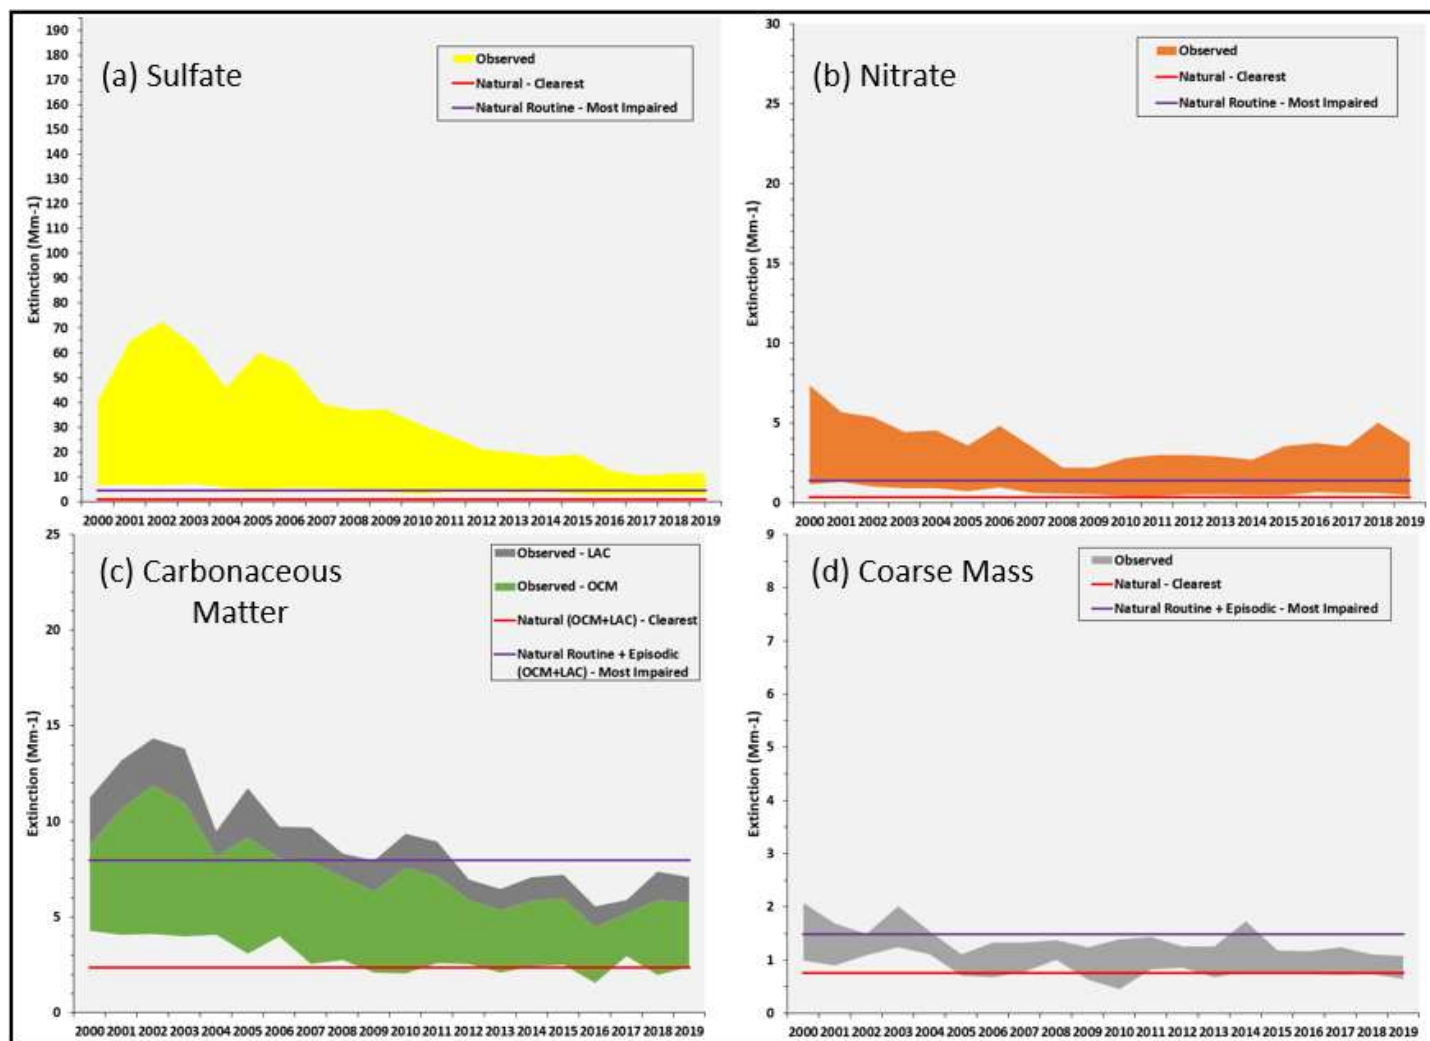 (a) Sulfate
Observed
Natural - Clearest
Natural Routine - Most Impaired
Extinction (Mm-1)
190
180
170
160
150
140
130
120
110
100
90
80
70
60
50
40
30
20
10
0
2000 2001 2002 2003 2004 2005 2006 2007 2008 2009 2010 2011 2012 2013 2014 2015 2016 2017 2018 2019
(b) Nitrate
Observed
Natural - Clearest
Natural Routine - Most Impaired
Extinction (Mm-1)
30
25
20
15
10
5
0
2000 2001 2002 2003 2004 2005 2006 2007 2008 2009 2010 2011 2012 2013 2014 2015 2016 2017 2018 2019
(c) Carbonaceous
Matter
Observed - LAC
Observed - OCM
Natural (OCM+LAC) - Clearest
Natural Routine + Episodic
(OCM+LAC) - Most Impaired
Extinction (Mm-1)
25
20
15
10
5
0
2000 2001 2002 2003 2004 2005 2006 2007 2008 2009 2010 2011 2012 2013 2014 2015 2016 2017 2018 2019
(d) Coarse Mass
Observed
Natural - Clearest
Natural Routine + Episodic - Most Impaired
Extinction (Mm-1)
9
8
7
6
5
4
3
2
1
0
2000 2001 2002 2003 2004 2005 2006 2007 2008 2009 2010 2011 2012 2013 2014 2015 2016 2017 2018 2019